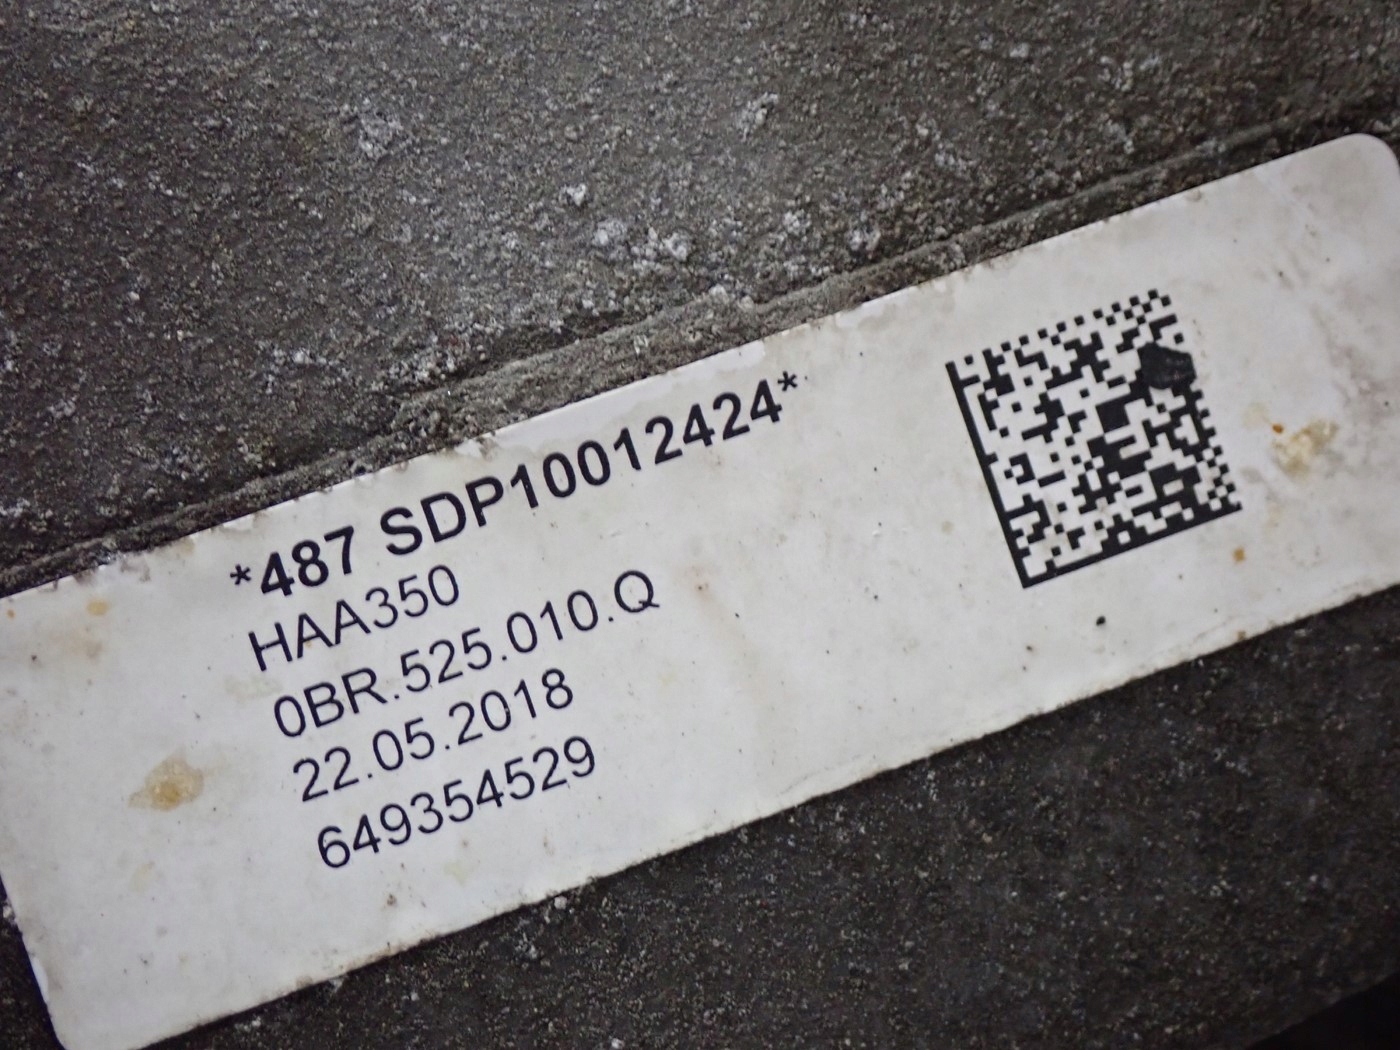 *487 SDP10012424*
HAA350
0BR.525.010.Q
22.05.2018
649354529